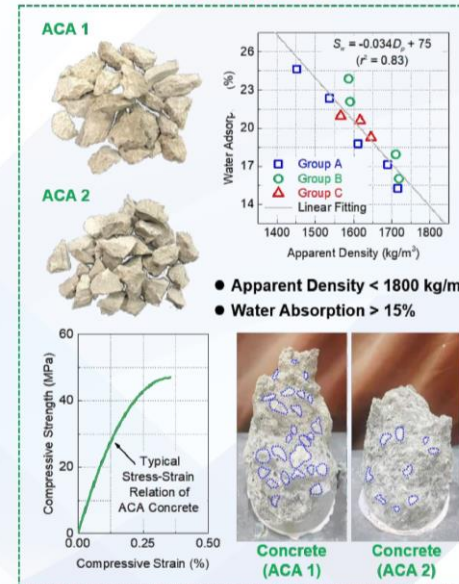 ACA 1
ACA 2
26
23
20
17
14
(%)
Water Adsorp
S_w = -0.034D_p + 75
(r² = 0.83)
Group A
Group B
Group C
Linear Fitting
1400 1500 1600 1700 1800
Apparent Density (kg/m³)
● Apparent Density < 1800 kg/m
● Water Absorption > 15%
Compressive Strength (MPa)
60
40
20
0
Typical
Stress-Strain
Relation of
ACA Concrete
0.00 0.25 0.50
Compressive Strain (%)
Concrete
(ACA 1)
Concrete
(ACA 2)